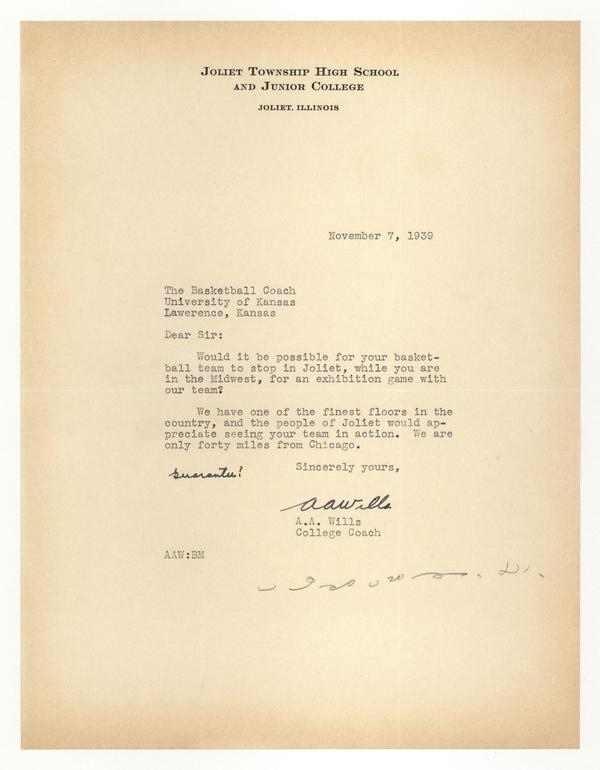 Joliet Township High School
and Junior College
Joliet, Illinois
November 7, 1939
The Basketball Coach
University of Kansas
Lawerence, Kansas
Dear Sir:
Would it be possible for your basket-
ball team to stop in Joliet, while you are
in the Midwest, for an exhibition game with
our team?
We have one of the finest floors in the
country, and the people of Joliet would ap-
preciate seeing your team in action.  We are
only forty miles from Chicago.
Sincerely yours,
Guarantee!
AAWills
A.A. Wills
College Coach
AAW:BM